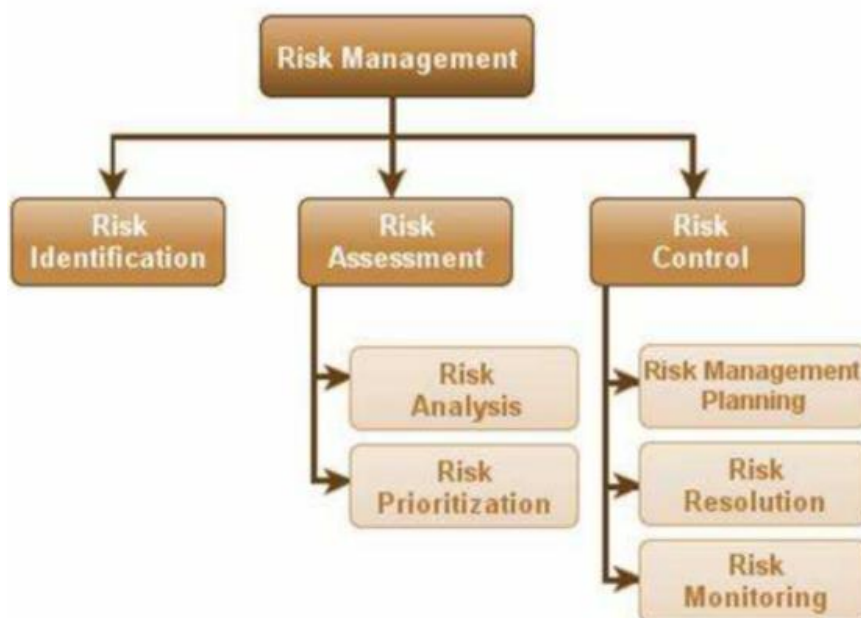 Risk Management
Risk
Identification
Risk
Assessment
Risk
Control
Risk
Analysis
Risk
Prioritization
Risk Management
Planning
Risk
Resolution
Risk
Monitoring